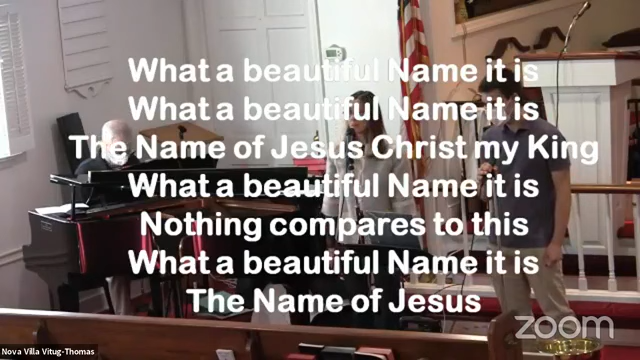 What a beautiful Name it is
What a beautiful Name it is
The Name of Jesus Christ my King
What a beautiful Name it is
Nothing compares to this
What a beautiful Name it is
The Name of Jesus
zoom
Nova Villa Vitug-Thomas